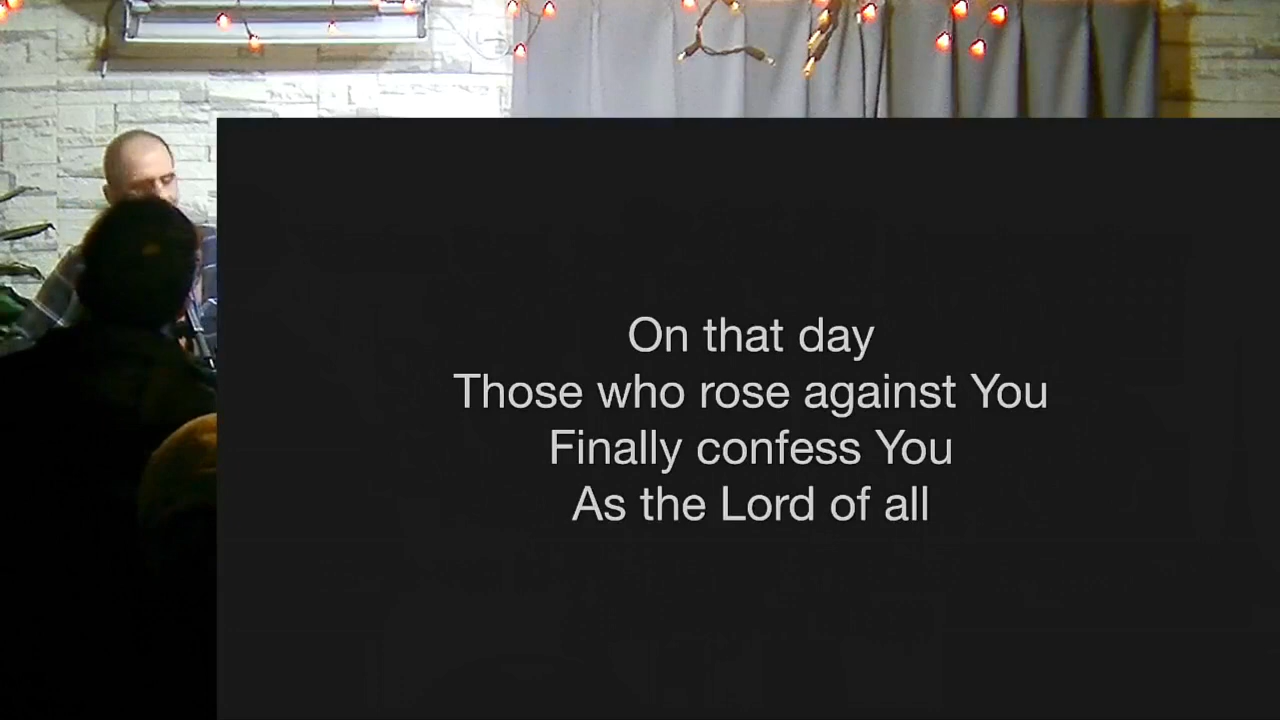 On that day
Those who rose against You
Finally confess You
As the Lord of all